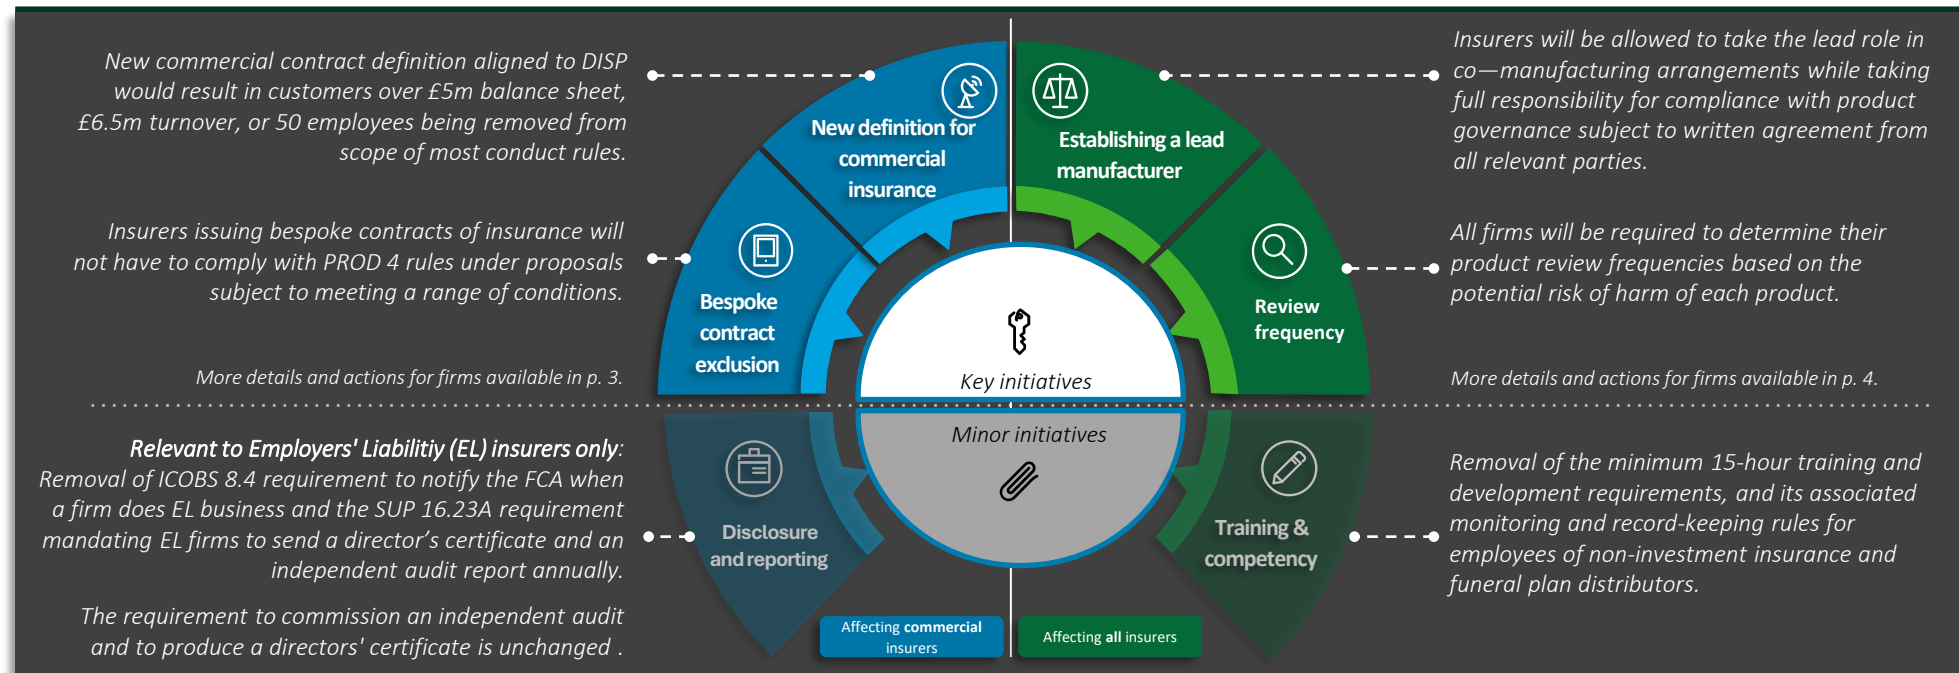 New commercial contract definition aligned to DISP
would result in customers over £5m balance sheet,
£6.5m turnover, or 50 employees being removed from
scope of most conduct rules.
Insurers issuing bespoke contracts of insurance will
not have to comply with PROD 4 rules under proposals
subject to meeting a range of conditions.
More details and actions for firms available in p. 3.
New definition for
commercial
insurance
Bespoke
contract
exclusion
Establishing a lead
manufacturer
Review
frequency
Key initiatives
Insurers will be allowed to take the lead role in
co—manufacturing arrangements while taking
full responsibility for compliance with product
governance subject to written agreement from
all relevant parties.
All firms will be required to determine their
product review frequencies based on the
potential risk of harm of each product.
More details and actions for firms available in p. 4.
Relevant to Employers' Liabilitiy (EL) insurers only:
Removal of ICOBS 8.4 requirement to notify the FCA when
a firm does EL business and the SUP 16.23A requirement
mandating EL firms to send a director’s certificate and an
independent audit report annually.
The requirement to commission an independent audit
and to produce a directors' certificate is unchanged .
Disclosure
and reporting
Minor initiatives
Training &
competency
Removal of the minimum 15-hour training and
development requirements, and its associated
monitoring and record-keeping rules for
employees of non-investment insurance and
funeral plan distributors.
Affecting commercial
insurers
Affecting all insurers